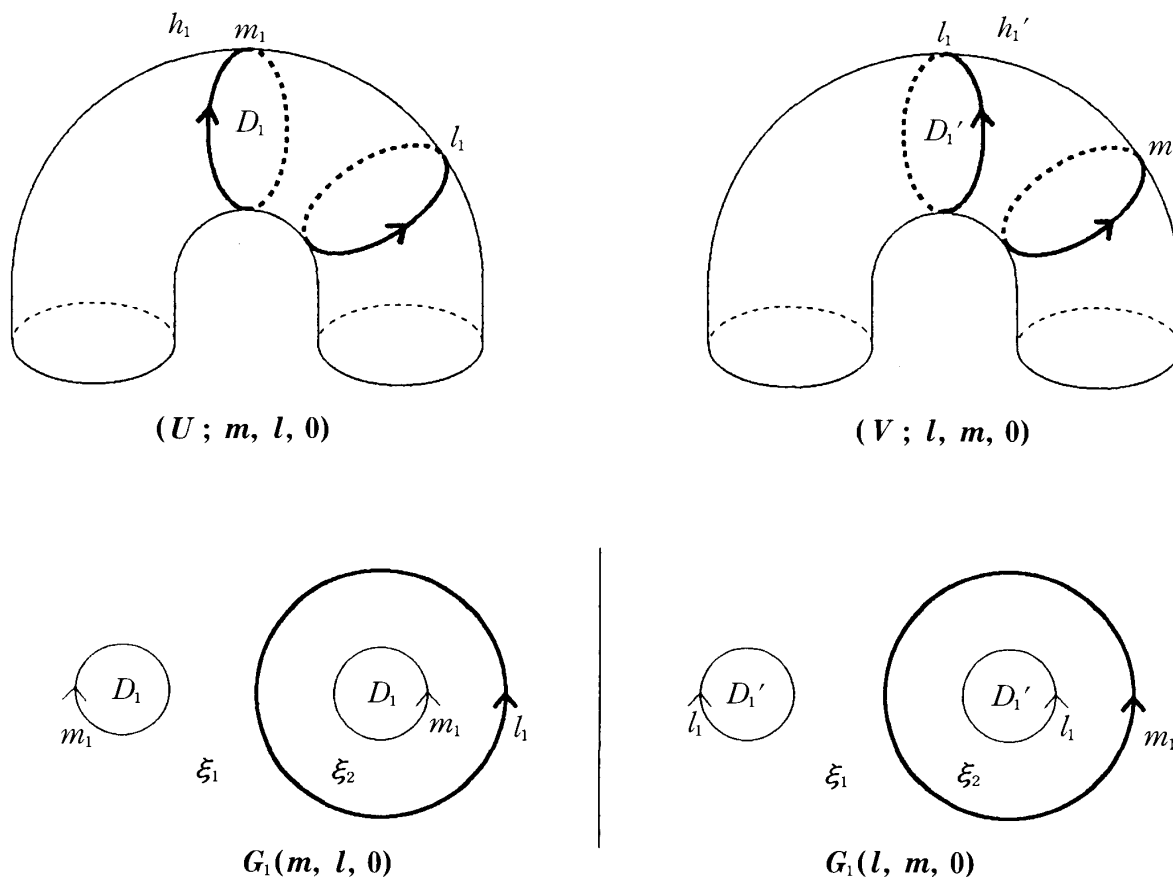 h₁ m₁
D₁
l₁
(U ; m, l, 0)
l₁ h₁′
D₁′
m
(V ; l, m, 0)
D₁
m₁
D₁
m₁
l₁
ξ₁
ξ₂
G₁(m, l, 0)
D₁′
l₁
D₁′
l₁
m₁
ξ₁
ξ₂
G₁(l, m, 0)